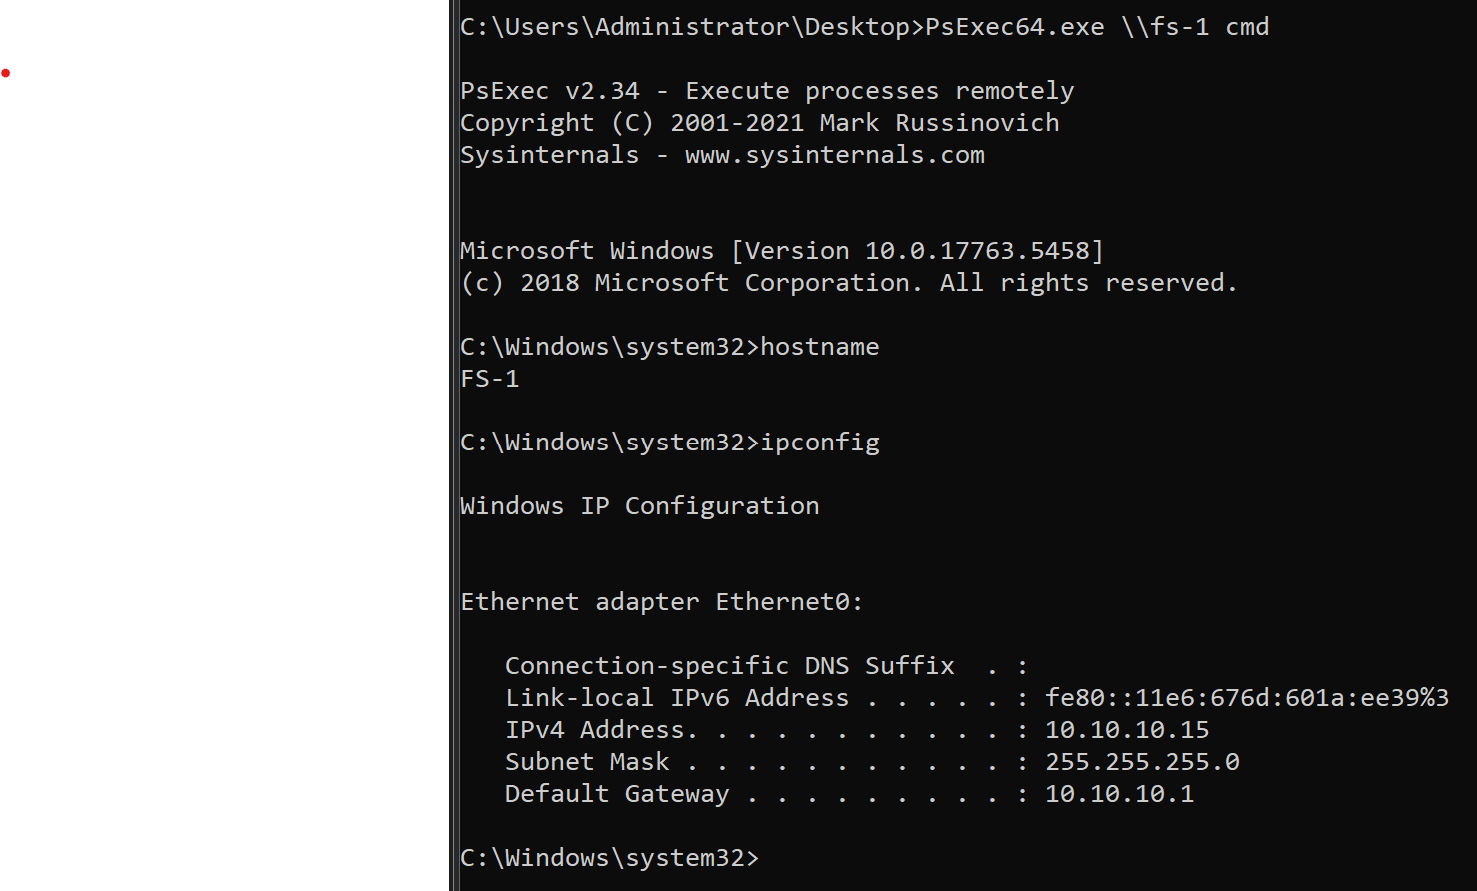 C:\Users\Administrator\Desktop>PsExec64.exe \\fs-1 cmd
PsExec v2.34 - Execute processes remotely
Copyright (C) 2001-2021 Mark Russinovich
Sysinternals - www.sysinternals.com
Microsoft Windows [Version 10.0.17763.5458]
(c) 2018 Microsoft Corporation. All rights reserved.
C:\Windows\system32>hostname
FS-1
C:\Windows\system32>ipconfig
Windows IP Configuration
Ethernet adapter Ethernet0:
   Connection-specific DNS Suffix  . :
   Link-local IPv6 Address . . . . . : fe80::11e6:676d:601a:ee39%3
   IPv4 Address. . . . . . . . . . . : 10.10.10.15
   Subnet Mask . . . . . . . . . . . : 255.255.255.0
   Default Gateway . . . . . . . . . : 10.10.10.1
C:\Windows\system32>